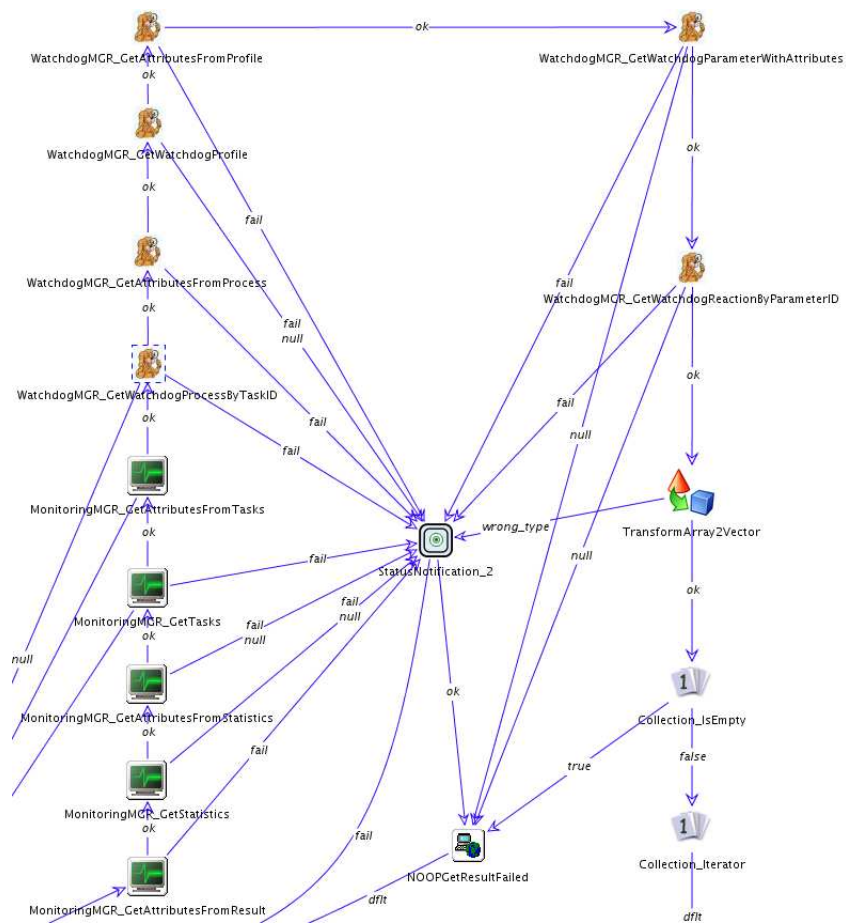 ok
WatchdogMGR_GetAttributesFromProfile
WatchdogMGR_GetWatchdogParameterWithAttributes
ok
WatchdogMGR_GetWatchdogProfile
ok
ok
fail
WatchdogMGR_GetAttributesFromProcess
fail
WatchdogMGR_GetWatchdogReactionByParameterID
ok
fail
null
WatchdogMGR_GetWatchdogProcessByTaskID
ok
fail
fail
ok
fail
null
MonitoringMGR_GetAttributesFromTasks
wrong_type
TransformArray2Vector
ok
fail
StatusNotification_2
null
MonitoringMGR_GetTasks
fail
null
fail
null
ok
ok
null
ok
MonitoringMGR_GetAttributesFromStatistics
Collection_IsEmpty
ok
fail
true
false
MonitoringMGR_GetStatistics
ok
fail
NOOPGetResultFailed
Collection_Iterator
MonitoringMGR_GetAttributesFromResult
dflt
dflt